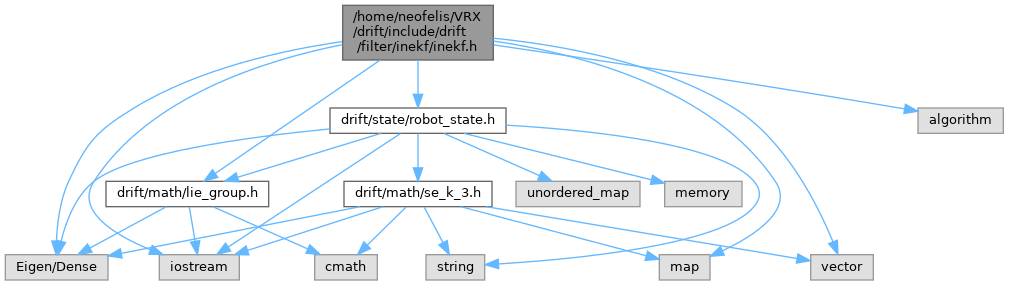 /home/neofelis/VRX
/drift/include/drift
/filter/inekf/inekf.h
drift/state/robot_state.h
algorithm
drift/math/lie_group.h
drift/math/se_k_3.h
unordered_map
memory
Eigen/Dense
iostream
cmath
string
map
vector